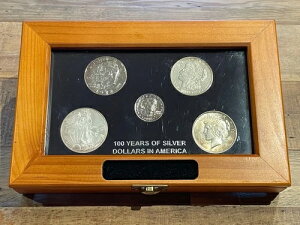 100 YEARS OF SILVER
DOLLARS IN AMERICA